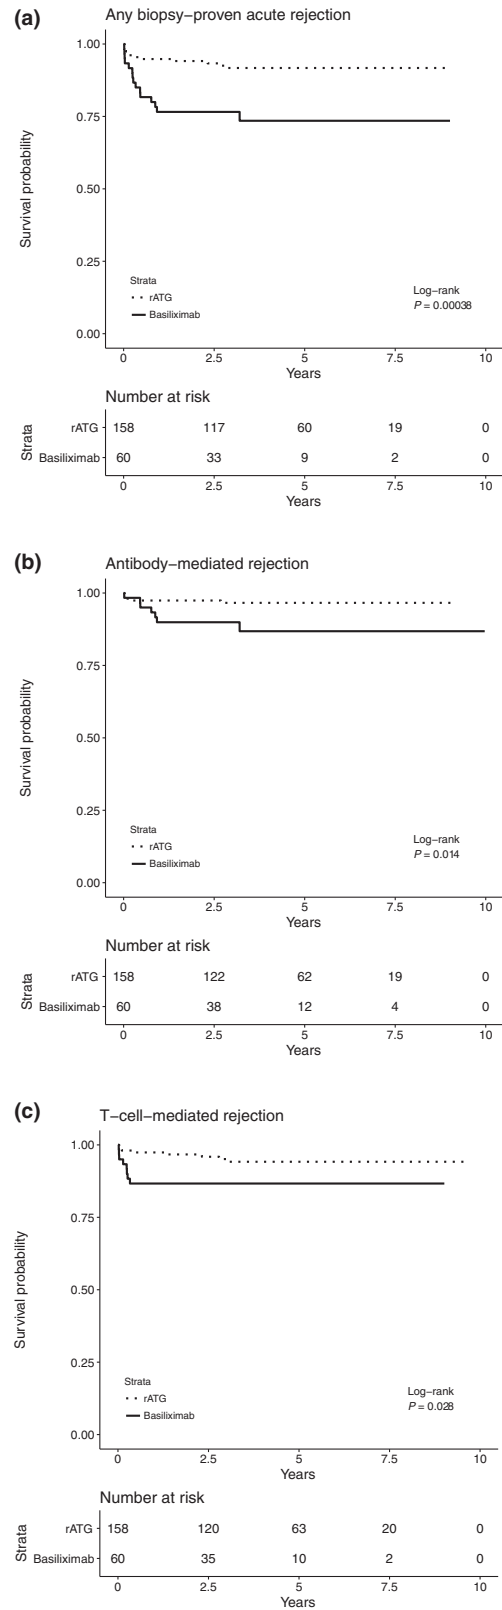 (a)
Any biopsy−proven acute rejection
1.00
0.75
0.50
0.25
0.00
Survival probability
Strata
rATG
Basiliximab
Log−rank
P = 0.00038
0 2.5 5 7.5 10
Years
Number at risk
Strata
rATG 158 117 60 19 0
Basiliximab 60 33 9 2 0
0 2.5 5 7.5 10
Years
(b)
Antibody−mediated rejection
1.00
0.75
0.50
0.25
0.00
Survival probability
Strata
rATG
Basiliximab
Log−rank
P = 0.014
0 2.5 5 7.5 10
Years
Number at risk
Strata
rATG 158 122 62 19 0
Basiliximab 60 38 12 4 0
0 2.5 5 7.5 10
Years
(c)
T−cell−mediated rejection
1.00
0.75
0.50
0.25
0.00
Survival probability
Strata
rATG
Basiliximab
Log−rank
P = 0.028
0 2.5 5 7.5 10
Years
Number at risk
Strata
rATG 158 120 63 20 0
Basiliximab 60 35 10 2 0
0 2.5 5 7.5 10
Years